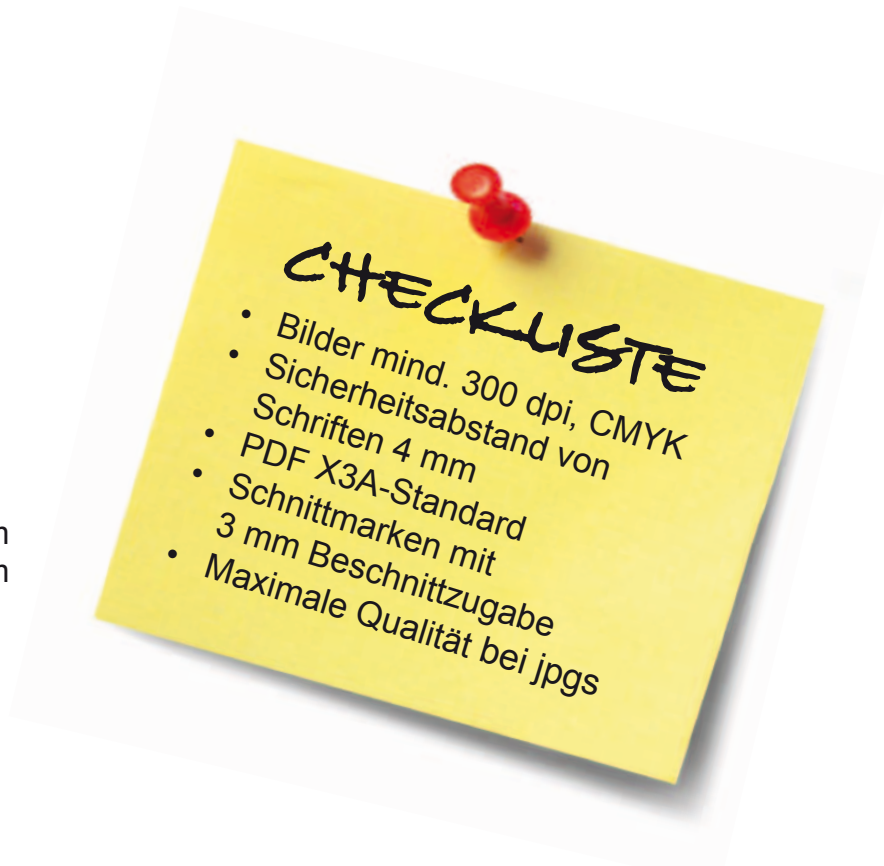 CHECKLISTE
• Bilder mind. 300 dpi, CMYK
• Sicherheitsabstand von
Schriften 4 mm
• PDF X3A-Standard
• Schnittmarken mit
3 mm Beschnittzugabe
• Maximale Qualität bei jpgs